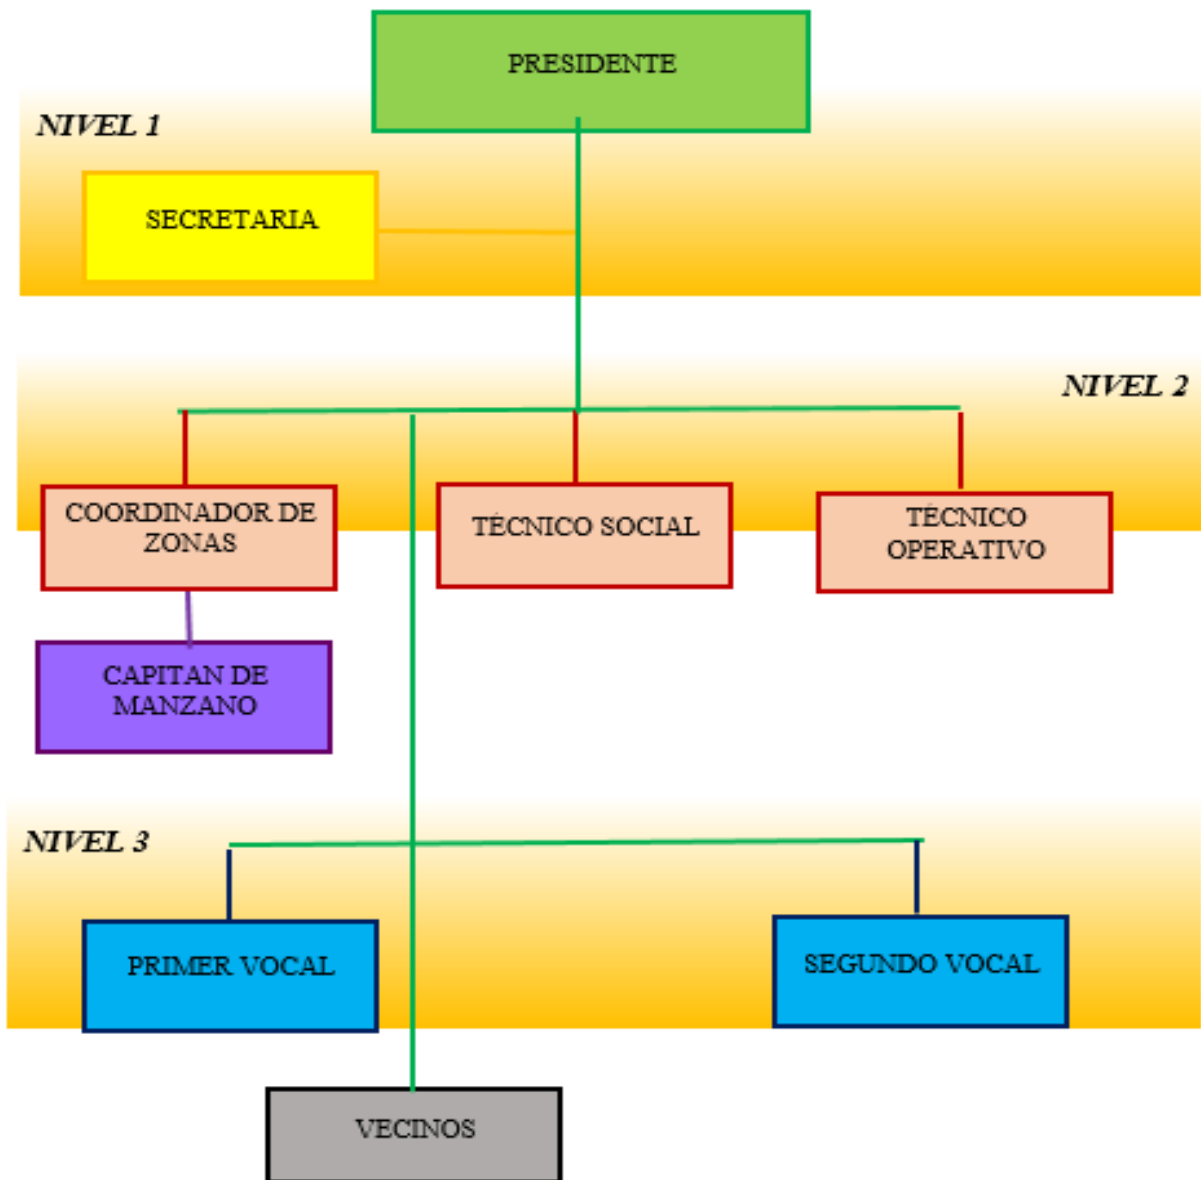 PRESIDENTE
NIVEL 1
SECRETARIA
NIVEL 2
COORDINADOR DE
ZONAS
TÉCNICO SOCIAL
TÉCNICO
OPERATIVO
CAPITAN DE
MANZANO
NIVEL 3
PRIMER VOCAL
SEGUNDO VOCAL
VECINOS